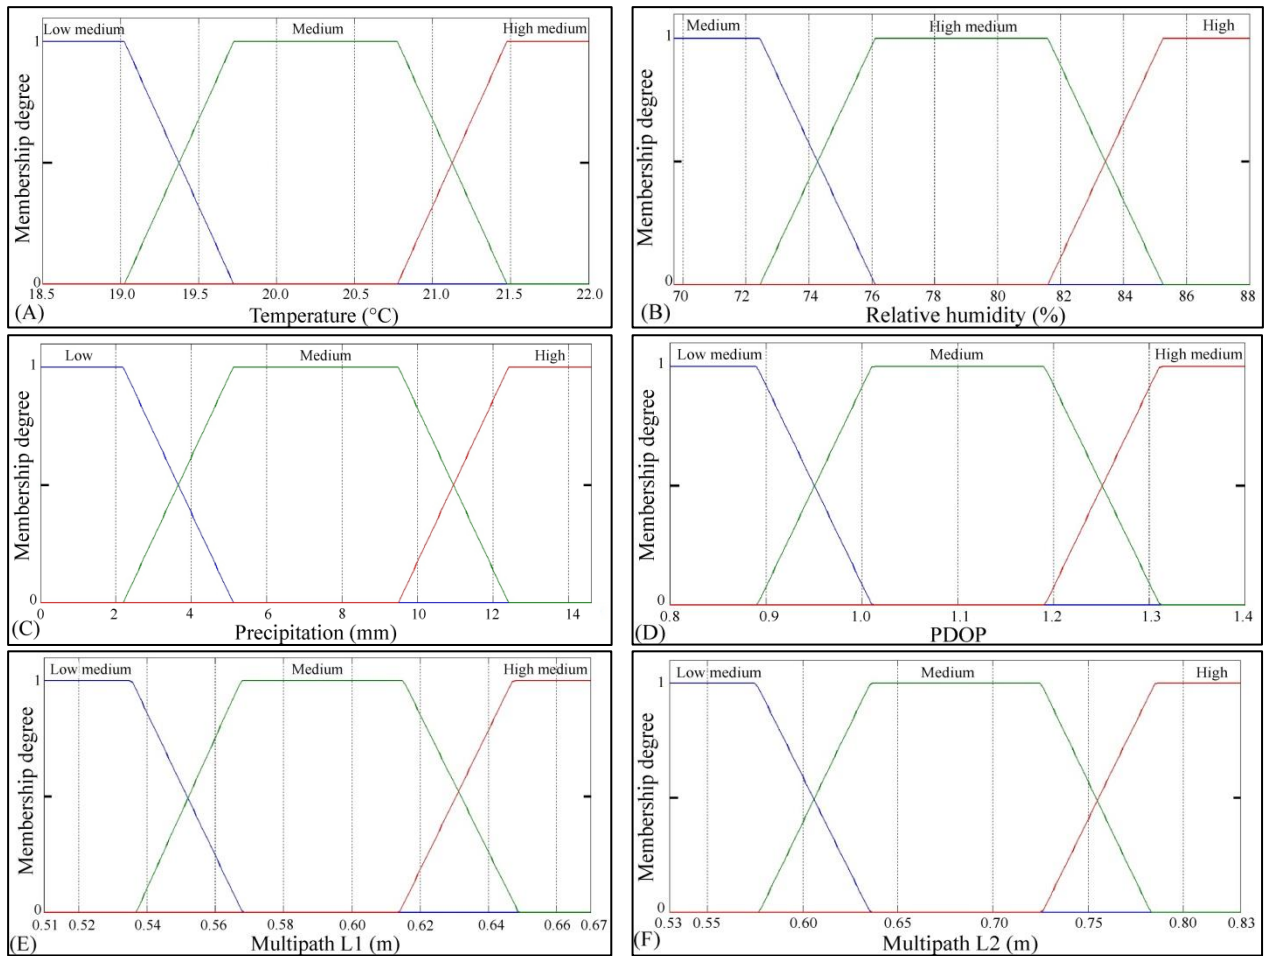 Low medium Medium High medium
1
Membership degree
0
18.5 19.0 19.5 20.0 20.5 21.0 21.5 22.0
(A) Temperature (°C)
Medium High medium High
1
Membership degree
0
70 72 74 76 78 80 82 84 86 88
(B) Relative humidity (%)
Low Medium High
1
Membership degree
0
0 2 4 6 8 10 12 14
(C) Precipitation (mm)
Low medium Medium High medium
1
Membership degree
0
0.8 0.9 1.0 1.1 1.2 1.3 1.4
(D) PDOP
Low medium Medium High medium
1
Membership degree
0
0.51 0.52 0.54 0.56 0.58 0.60 0.62 0.64 0.66 0.67
(E) Multipath L1 (m)
Low medium Medium High
1
Membership degree
0
0.53 0.55 0.60 0.65 0.70 0.75 0.80 0.83
(F) Multipath L2 (m)